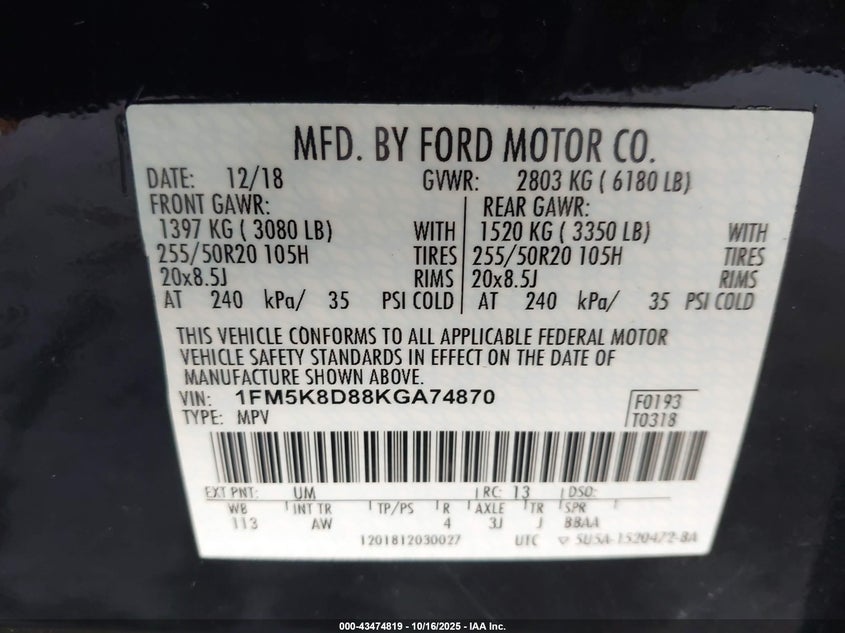 MFD. BY FORD MOTOR CO.
DATE: 12/18 GVWR: 2803 KG ( 6180 LB)
FRONT GAWR: REAR GAWR:
1397 KG ( 3080 LB) WITH 1520 KG ( 3350 LB) WITH
255/50R20 105H TIRES 255/50R20 105H TIRES
20x8.5J RIMS 20x8.5J RIMS
AT 240 kPa/ 35 PSI COLD AT 240 kPa/ 35 PSI COLD
THIS VEHICLE CONFORMS TO ALL APPLICABLE FEDERAL MOTOR
VEHICLE SAFETY STANDARDS IN EFFECT ON THE DATE OF
MANUFACTURE SHOWN ABOVE.
VIN: 1FM5K8D88KGA74870 F0193
TYPE: MPV T0318
EXT PNT: UM RC: 13 DSO:
WB INT TR TP/PS R AXLE TR SPR
113 AW 4 3J J BBAA
1201812030027 UTC 5U5A-1520472-BA
000-43474819 - 10/16/2025 - IAA Inc.